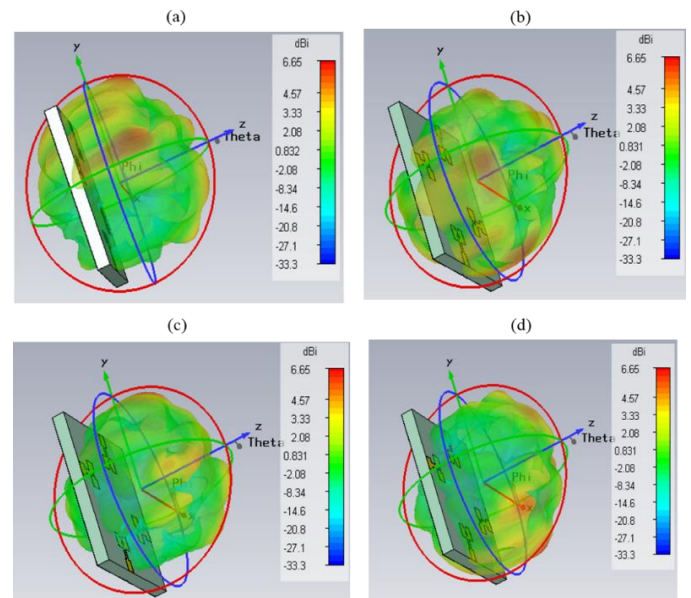 (a)
(b)
y
z
Theta
Phi
dBi
6.65
4.57
3.33
2.08
0.832
-2.08
-8.34
-14.6
-20.8
-27.1
-33.3
y
z
Theta
Phi
x
dBi
6.65
4.57
3.33
2.08
0.831
-2.08
-8.34
-14.6
-20.8
-27.1
-33.3
(c)
(d)
y
z
Theta
x
dBi
6.65
4.57
3.33
2.08
0.831
-2.08
-8.34
-14.6
-20.8
-27.1
-33.3
y
z
Theta
Phi
x
dBi
6.65
4.57
3.33
2.08
0.831
-2.08
-8.34
-14.6
-20.8
-27.1
-33.3